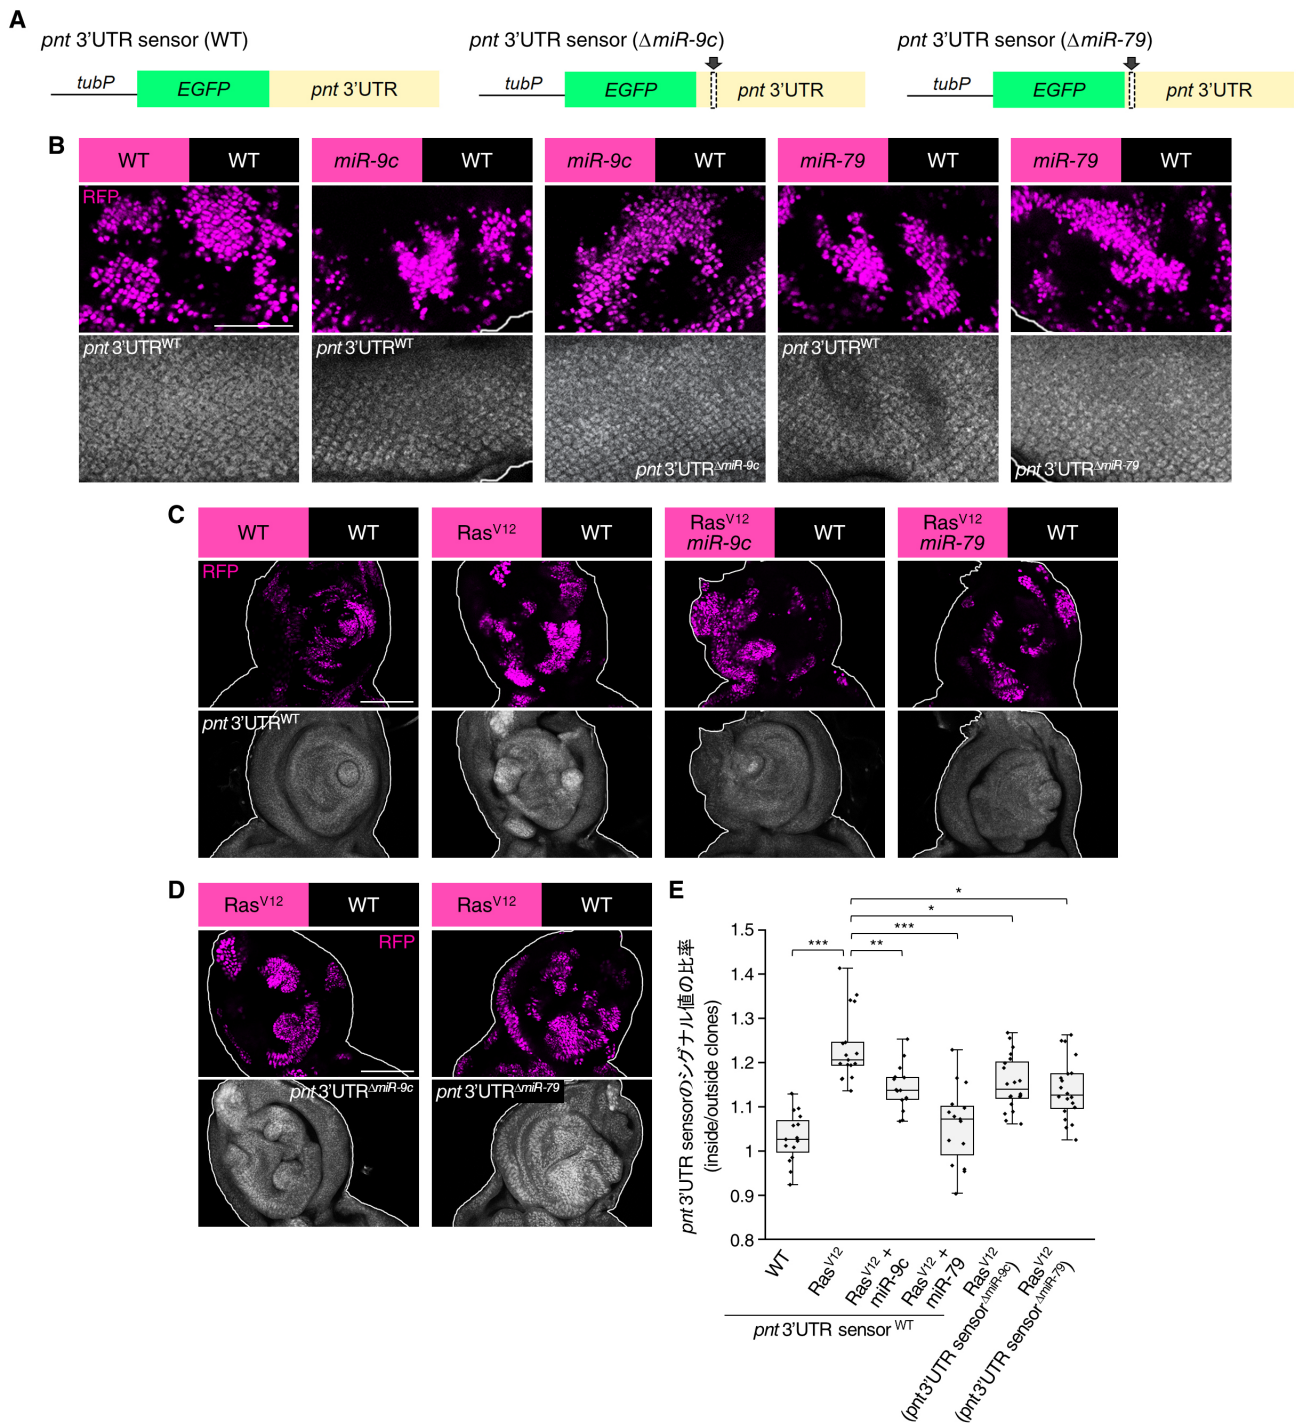 A
pnt 3’UTR sensor (WT)
pnt 3’UTR sensor (ΔmiR-9c)
pnt 3’UTR sensor (ΔmiR-79)
tubP EGFP pnt 3’UTR
tubP EGFP pnt 3’UTR
tubP EGFP pnt 3’UTR
B
WT WT
miR-9c WT
miR-9c WT
miR-79 WT
miR-79 WT
RFP
pnt 3’UTRWT
pnt 3’UTRWT
pnt 3’UTRΔmiR-9c
pnt 3’UTRWT
pnt 3’UTRΔmiR-79
C
WT WT
RasV12 WT
RasV12
miR-9c
WT
RasV12
miR-79
WT
RFP
pnt 3’UTRWT
D
RasV12 WT
RasV12 WT
RFP
pnt 3’UTRΔmiR-9c
pnt 3’UTRΔmiR-79
E
*
*
***
*** **
pnt 3’UTR sensorのシグナル値の比率
(inside/outside clones)
1.5
1.4
1.3
1.2
1.1
1
0.9
0.8
WT
RasV12
RasV12 +
miR-9c
RasV12 +
miR-79
RasV12
(pnt3’UTR sensorΔmiR-9c)
RasV12
(pnt 3’UTR sensorΔmiR-79)
pnt 3’UTR sensor WT